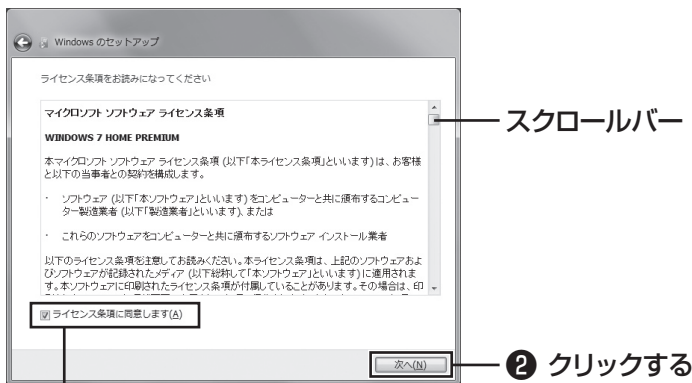 Windows のセットアップ
ライセンス条項をお読みになってください
マイクロソフト ソフトウェア ライセンス条項
スクロールバー
WINDOWS 7 HOME PREMIUM
本マイクロソフト ソフトウェア ライセンス条項 (以下「本ライセンス条項」といいます) は、お客様
と以下の当事者との契約を構成します。
· ソフトウェア (以下「本ソフトウェア」といいます) をコンピューターと共に頒布するコンピュー
ター製造業者 (以下「製造業者」といいます)、または
· これらのソフトウェアをコンピューターと共に頒布するソフトウェア インストール業者
以下のライセンス条項を注意してお読みください。本ライセンス条項は、上記のソフトウェアおよ
びソフトウェアが記録されたメディア (以下総称して「本ソフトウェア」といいます) に適用されま
す。本ソフトウェアに印刷されたライセンス条項が付属していることがあります。その場合は、印
ライセンス条項に同意します(A)
次へ(N)
❷ クリックする